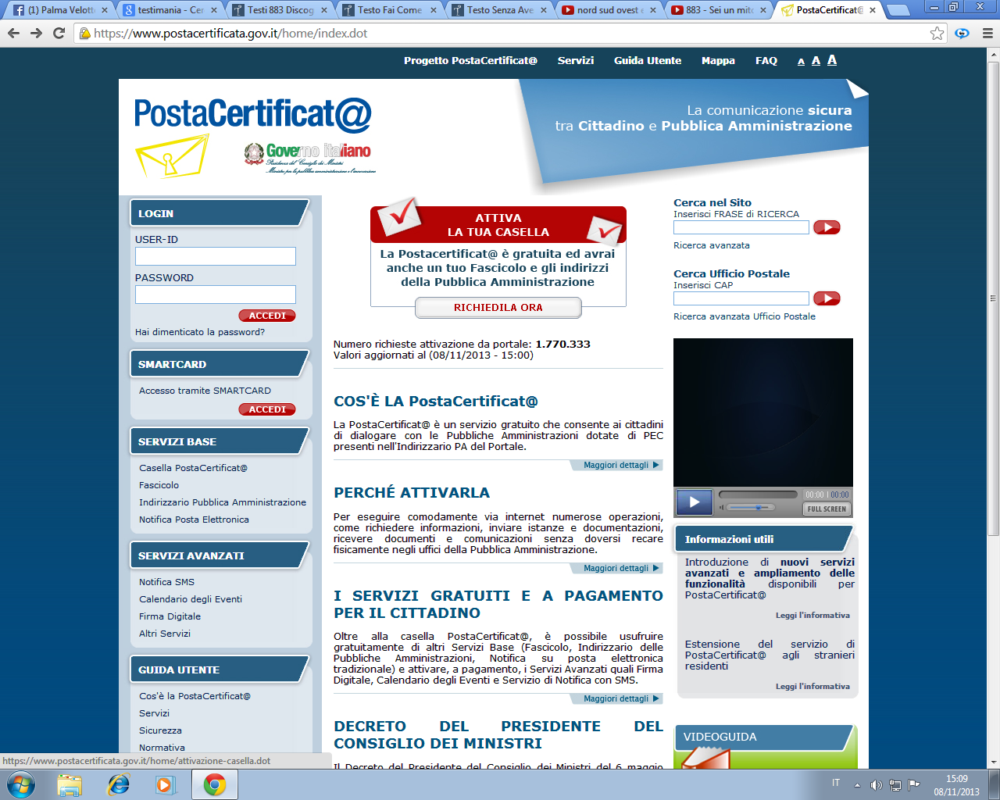 (1) Palma Velott
testimania - Cer
Testi 883 Discog
Testo Fai Come
Testo Senza Ave
nord sud ovest e
883 - Sei un mito
PostaCertificat@
https://www.postacertificata.gov.it/home/index.dot
Progetto PostaCertificat@ Servizi Guida Utente Mappa FAQ A A A
PostaCertificat@
Governo italiano
Presidenza del Consiglio dei Ministri
Ministro per la pubblica amministrazione e l'innovazione
La comunicazione sicura
tra Cittadino e Pubblica Amministrazione
LOGIN
USER-ID
PASSWORD
ACCEDI
Hai dimenticato la password?
SMARTCARD
Accesso tramite SMARTCARD
ACCEDI
SERVIZI BASE
Casella PostaCertificat@
Fascicolo
Indirizzario Pubblica Amministrazione
Notifica Posta Elettronica
SERVIZI AVANZATI
Notifica SMS
Calendario degli Eventi
Firma Digitale
Altri Servizi
GUIDA UTENTE
Cos'è la PostaCertificat@
Servizi
Sicurezza
Normativa
ATTIVA
LA TUA CASELLA
La Postacertificat@ è gratuita ed avrai
anche un tuo Fascicolo e gli indirizzi
della Pubblica Amministrazione
RICHIEDILA ORA
Numero richieste attivazione da portale: 1.770.333
Valori aggiornati al (08/11/2013 - 15:00)
COS'È LA PostaCertificat@
La PostaCertificat@ è un servizio gratuito che consente ai cittadini
di dialogare con le Pubbliche Amministrazioni dotate di PEC
presenti nell'Indirizzario PA del Portale.
Maggiori dettagli
PERCHÉ ATTIVARLA
Per eseguire comodamente via internet numerose operazioni,
come richiedere informazioni, inviare istanze e documentazioni,
ricevere documenti e comunicazioni senza doversi recare
fisicamente negli uffici della Pubblica Amministrazione.
Maggiori dettagli
I SERVIZI GRATUITI E A PAGAMENTO
PER IL CITTADINO
Oltre alla casella PostaCertificat@, è possibile usufruire
gratuitamente di altri Servizi Base (Fascicolo, Indirizzario delle
Pubbliche Amministrazioni, Notifica su posta elettronica
tradizionale) e attivare, a pagamento, i Servizi Avanzati quali Firma
Digitale, Calendario degli Eventi e Servizio di Notifica con SMS.
Maggiori dettagli
DECRETO DEL PRESIDENTE DEL
CONSIGLIO DEI MINISTRI
Il Decreto del Presidente del Consiglio dei Ministri del 6 maggio
Cerca nel Sito
Inserisci FRASE di RICERCA
Ricerca avanzata
Cerca Ufficio Postale
Inserisci CAP
Ricerca avanzata Ufficio Postale
00:00 | 00:00
FULL SCREEN
Informazioni utili
Introduzione di nuovi servizi
avanzati e ampliamento delle
funzionalità disponibili per
PostaCertificat@
Leggi l'informativa
Estensione del servizio di
PostaCertificat@ agli stranieri
residenti
Leggi l'informativa
VIDEOGUIDA
https://www.postacertificata.gov.it/home/attivazione-casella.dot
IT
15:09
08/11/2013